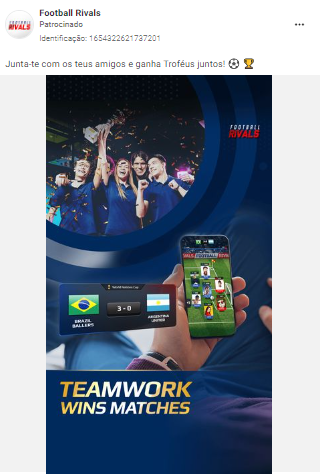 Football Rivals
Patrocinado
Identificação: 1654322621737201
Junta-te com os teus amigos e ganha Troféus juntos! ⚽ 🏆
FOOTBALL
RIVALS
3 - 0
BRAZIL
BALLERS
ARGENTINA
UNITED
TEAMWORK
WINS MATCHES